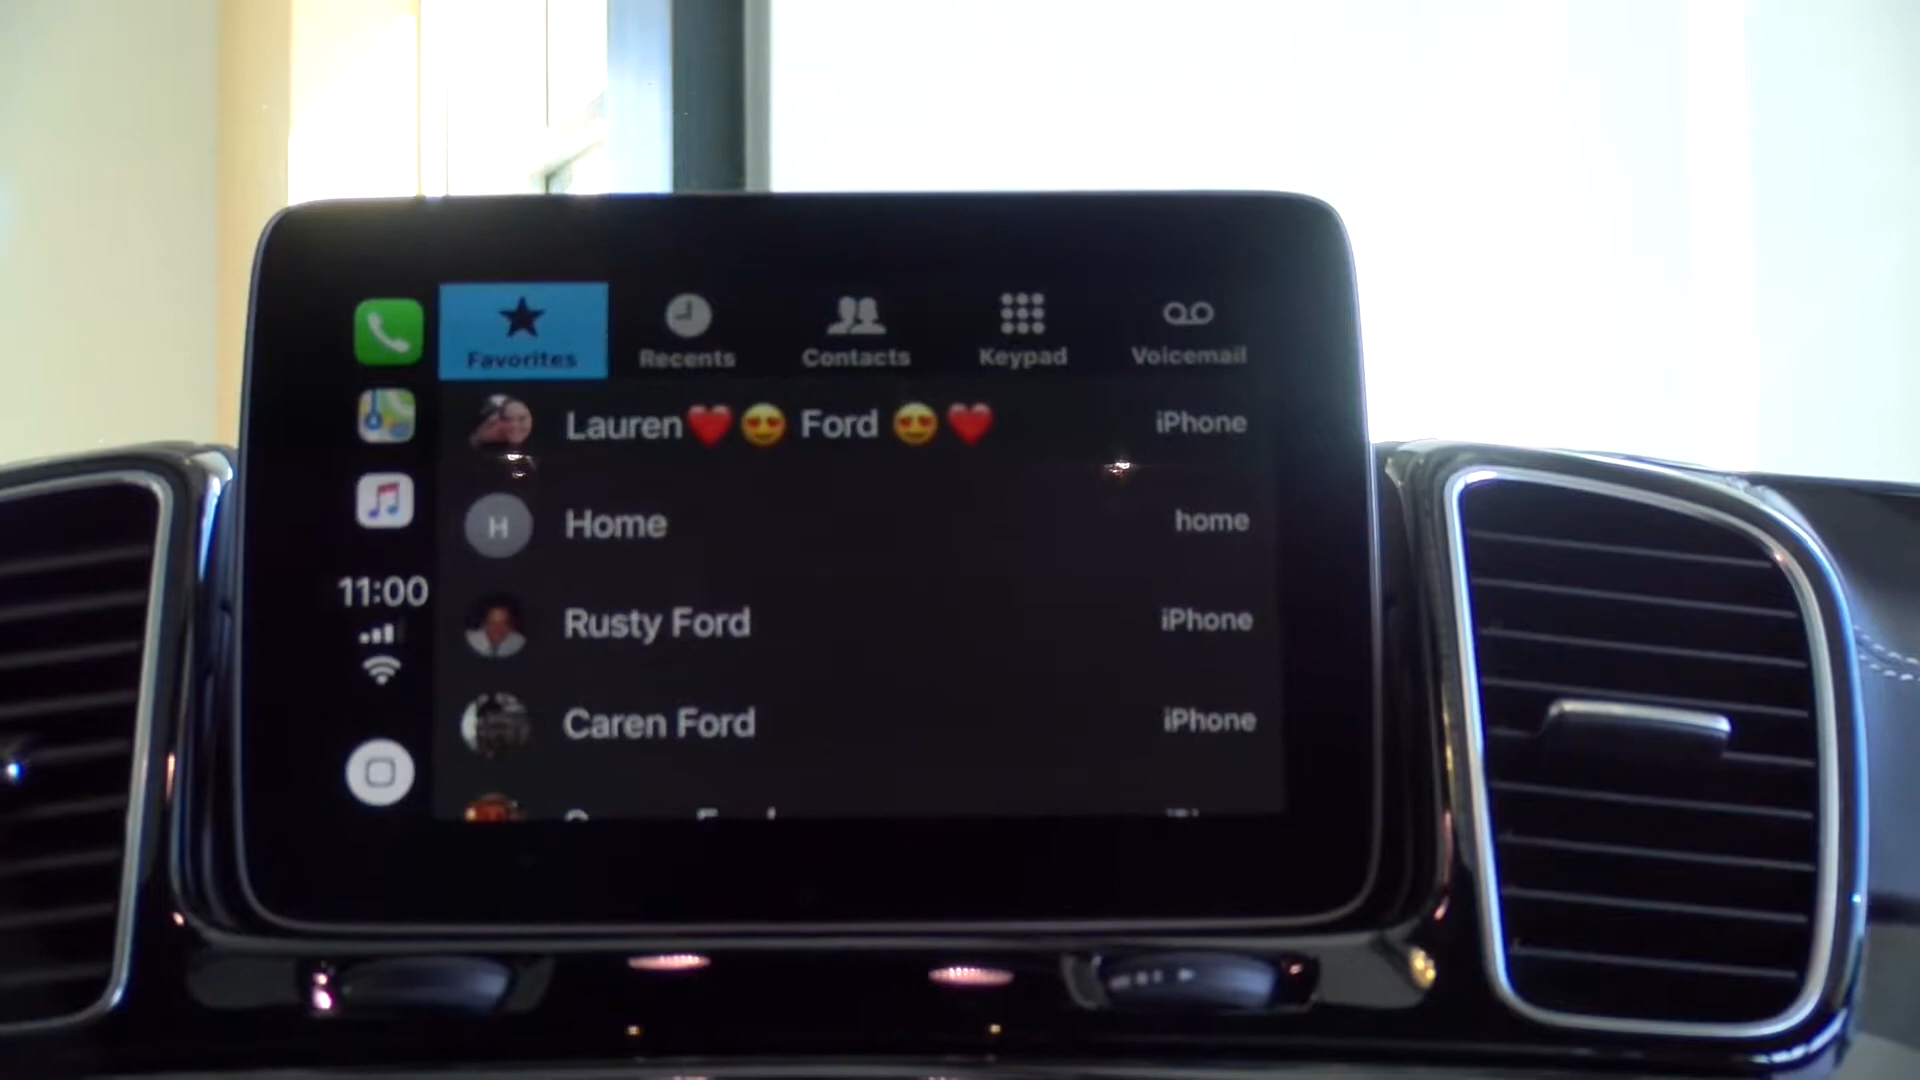 Favorites Recents Contacts Keypad Voicemail
Lauren❤️😍 Ford 😍❤️ iPhone
H Home home
11:00
Rusty Ford iPhone
Caren Ford iPhone